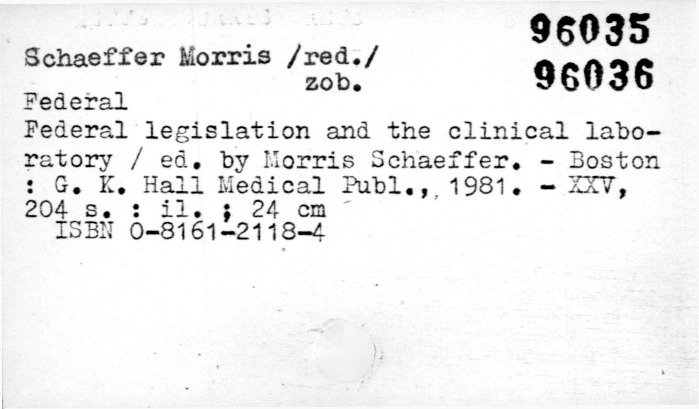 96035
Schaeffer Morris /red./
96036
zob.
Federal
Federal legislation and the clinical labo-
ratory / ed. by Morris Schaeffer. - Boston
: G. K. Hall Medical Publ., 1981. - XXV,
204 s. : il. ; 24 cm
ISBN 0-8161-2118-4